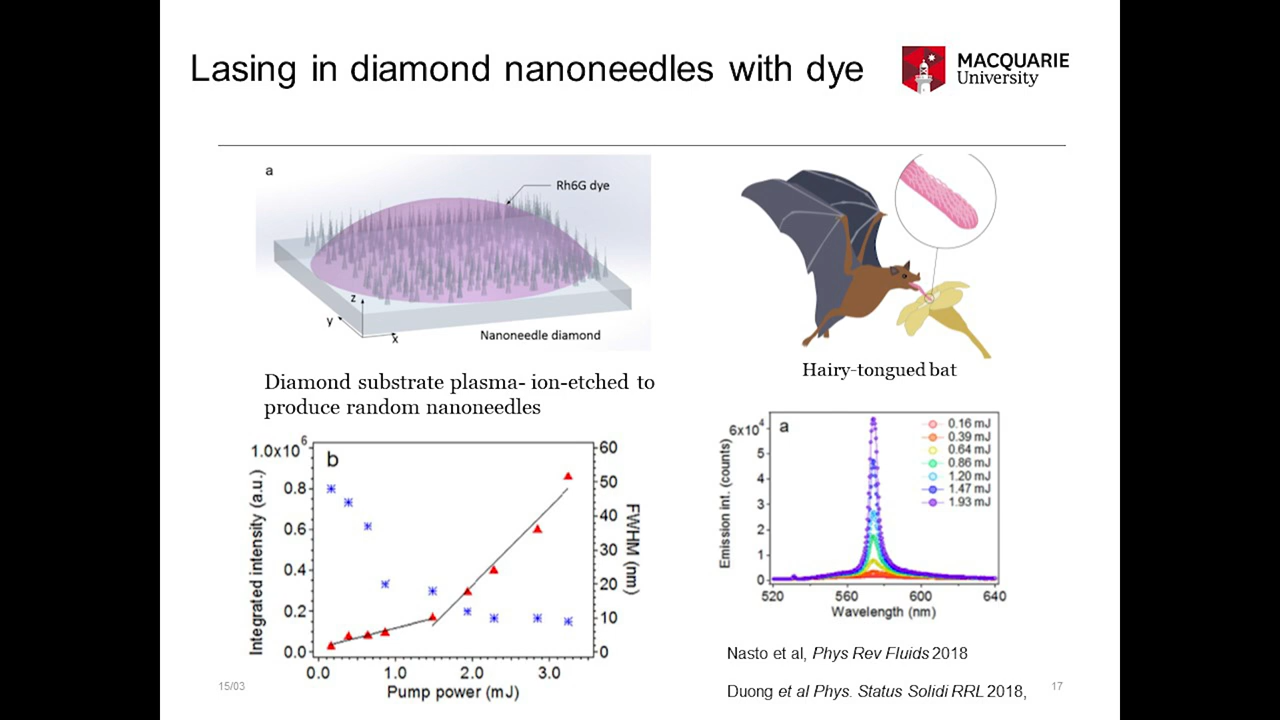 Lasing in diamond nanoneedles with dye
MACQUARIE
University
a
Rh6G dye
z
y
x
Nanoneedle diamond
Hairy-tongued bat
Diamond substrate plasma- ion-etched to
produce random nanoneedles
b
1.0x10⁶
0.8
0.6
0.4
0.2
0.0
Integrated intensity (a.u.)
60
50
40
30
20
10
0
FWHM (nm)
0.0 1.0 2.0 3.0
Pump power (mJ)
a
6x10⁴
5
4
3
2
1
0
Emission int. (counts)
0.16 mJ
0.39 mJ
0.64 mJ
0.86 mJ
1.20 mJ
1.47 mJ
1.93 mJ
520 560 600 640
Wavelength (nm)
Nasto et al, Phys Rev Fluids 2018
Duong et al Phys. Status Solidi RRL 2018,
15/03
17